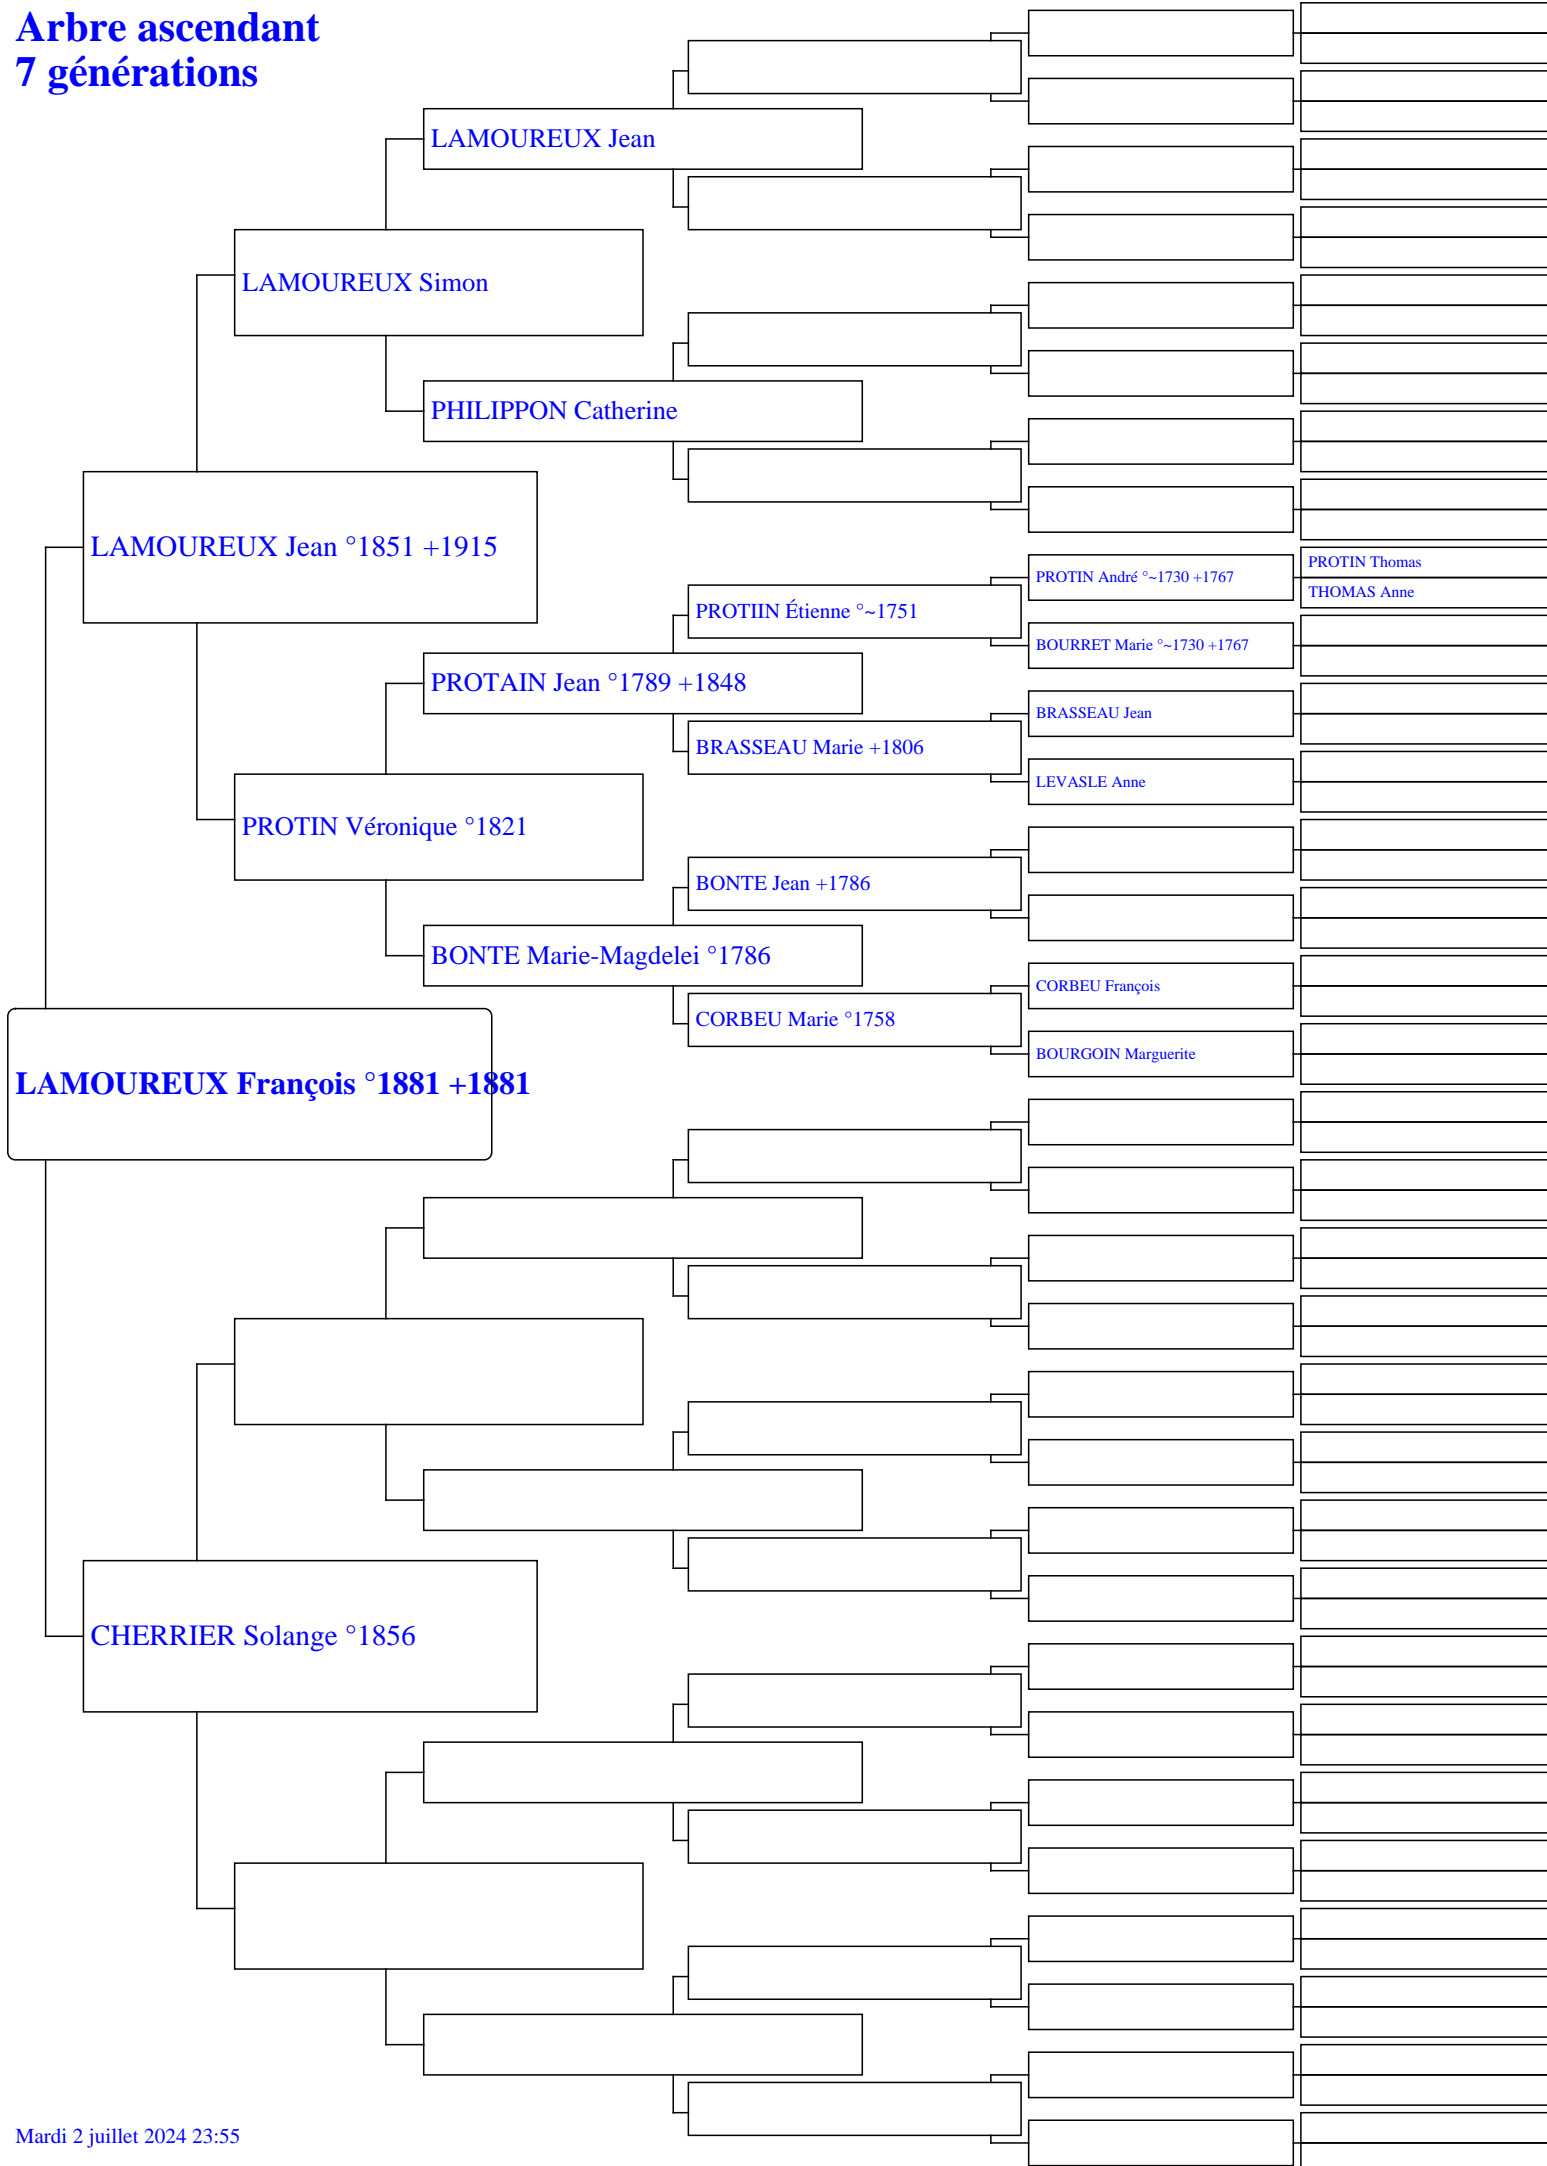 Arbre ascendant
7 générations
LAMOUREUX Jean
LAMOUREUX Simon
PHILIPPON Catherine
LAMOUREUX Jean °1851 +1915
PROTIN André °~1730 +1767
PROTIN Thomas
THOMAS Anne
PROTIIN Étienne °~1751
BOURRET Marie °~1730 +1767
PROTAIN Jean °1789 +1848
BRASSEAU Jean
BRASSEAU Marie +1806
LEVASLE Anne
PROTIN Véronique °1821
BONTE Jean +1786
BONTE Marie-Magdelei °1786
CORBEU François
CORBEU Marie °1758
BOURGOIN Marguerite
LAMOUREUX François °1881 +1881
CHERRIER Solange °1856
Mardi 2 juillet 2024 23:55